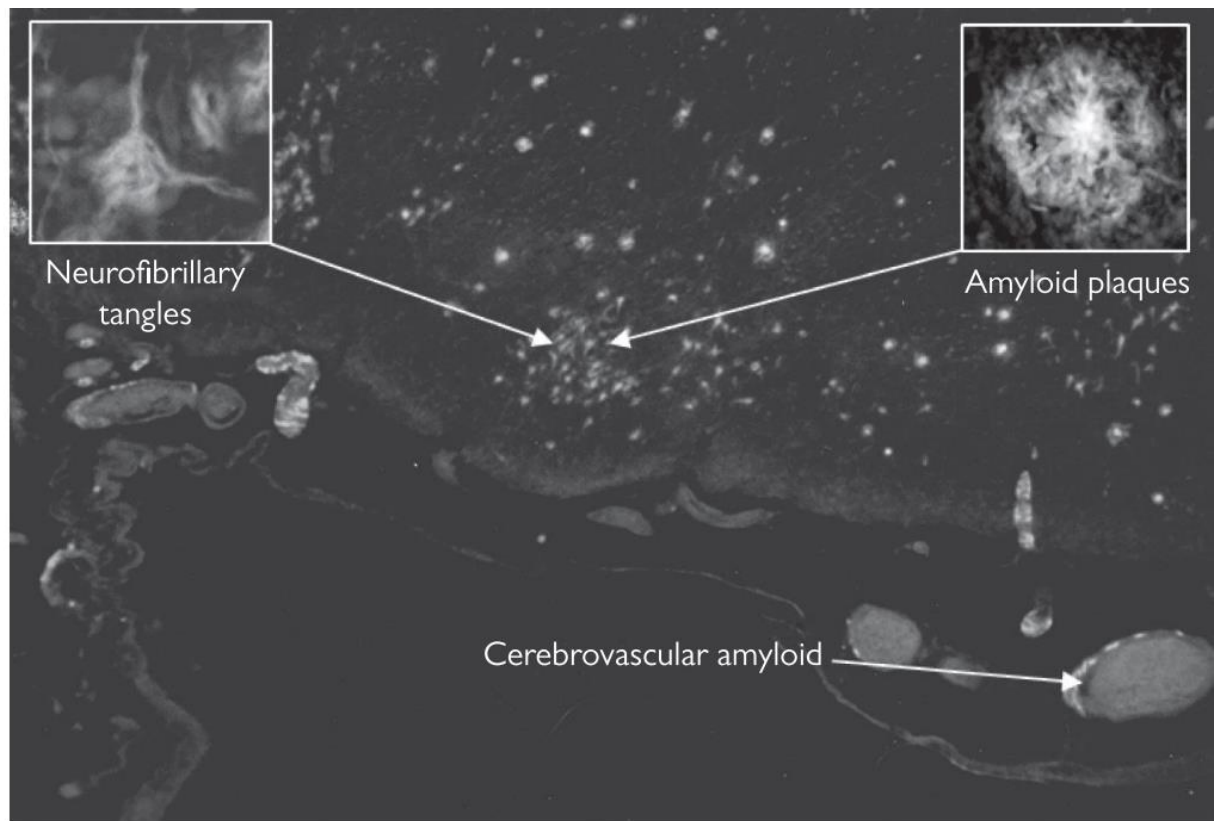 Neurofibrillary
tangles
Amyloid plaques
Cerebrovascular amyloid